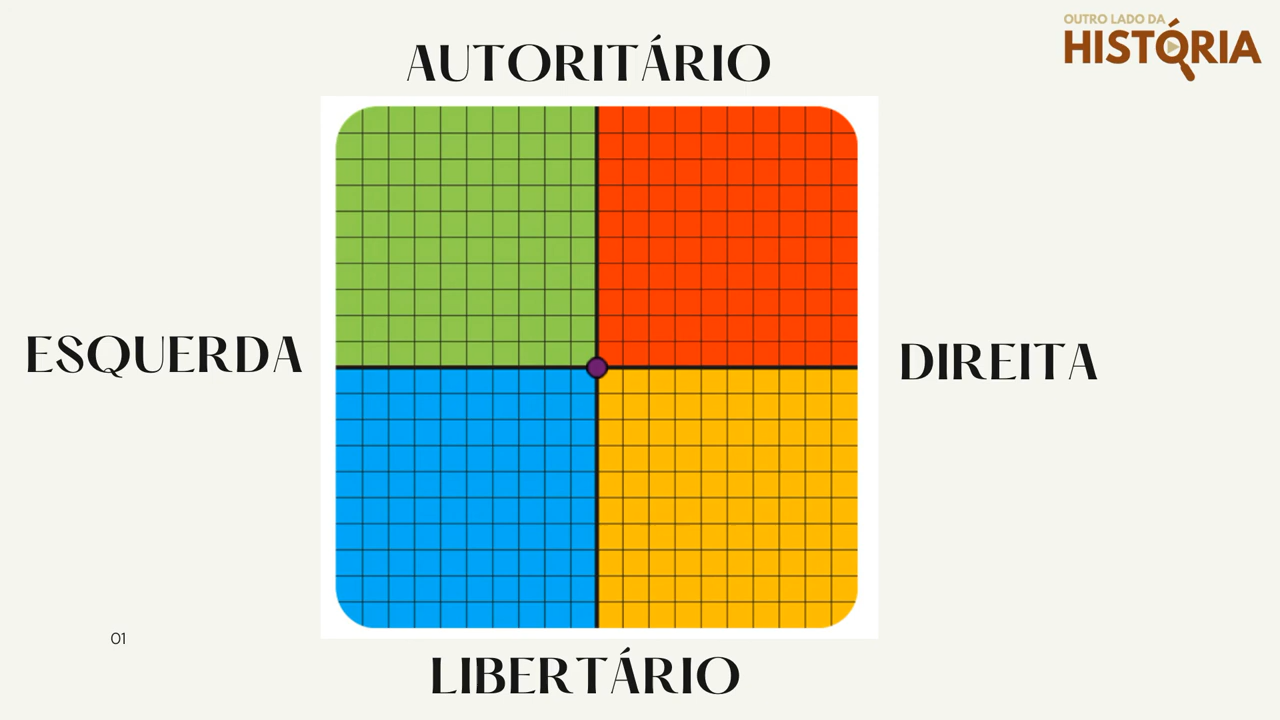 OUTRO LADO DA
HISTÓRIA
AUTORITÁRIO
ESQUERDA
DIREITA
01
LIBERTÁRIO